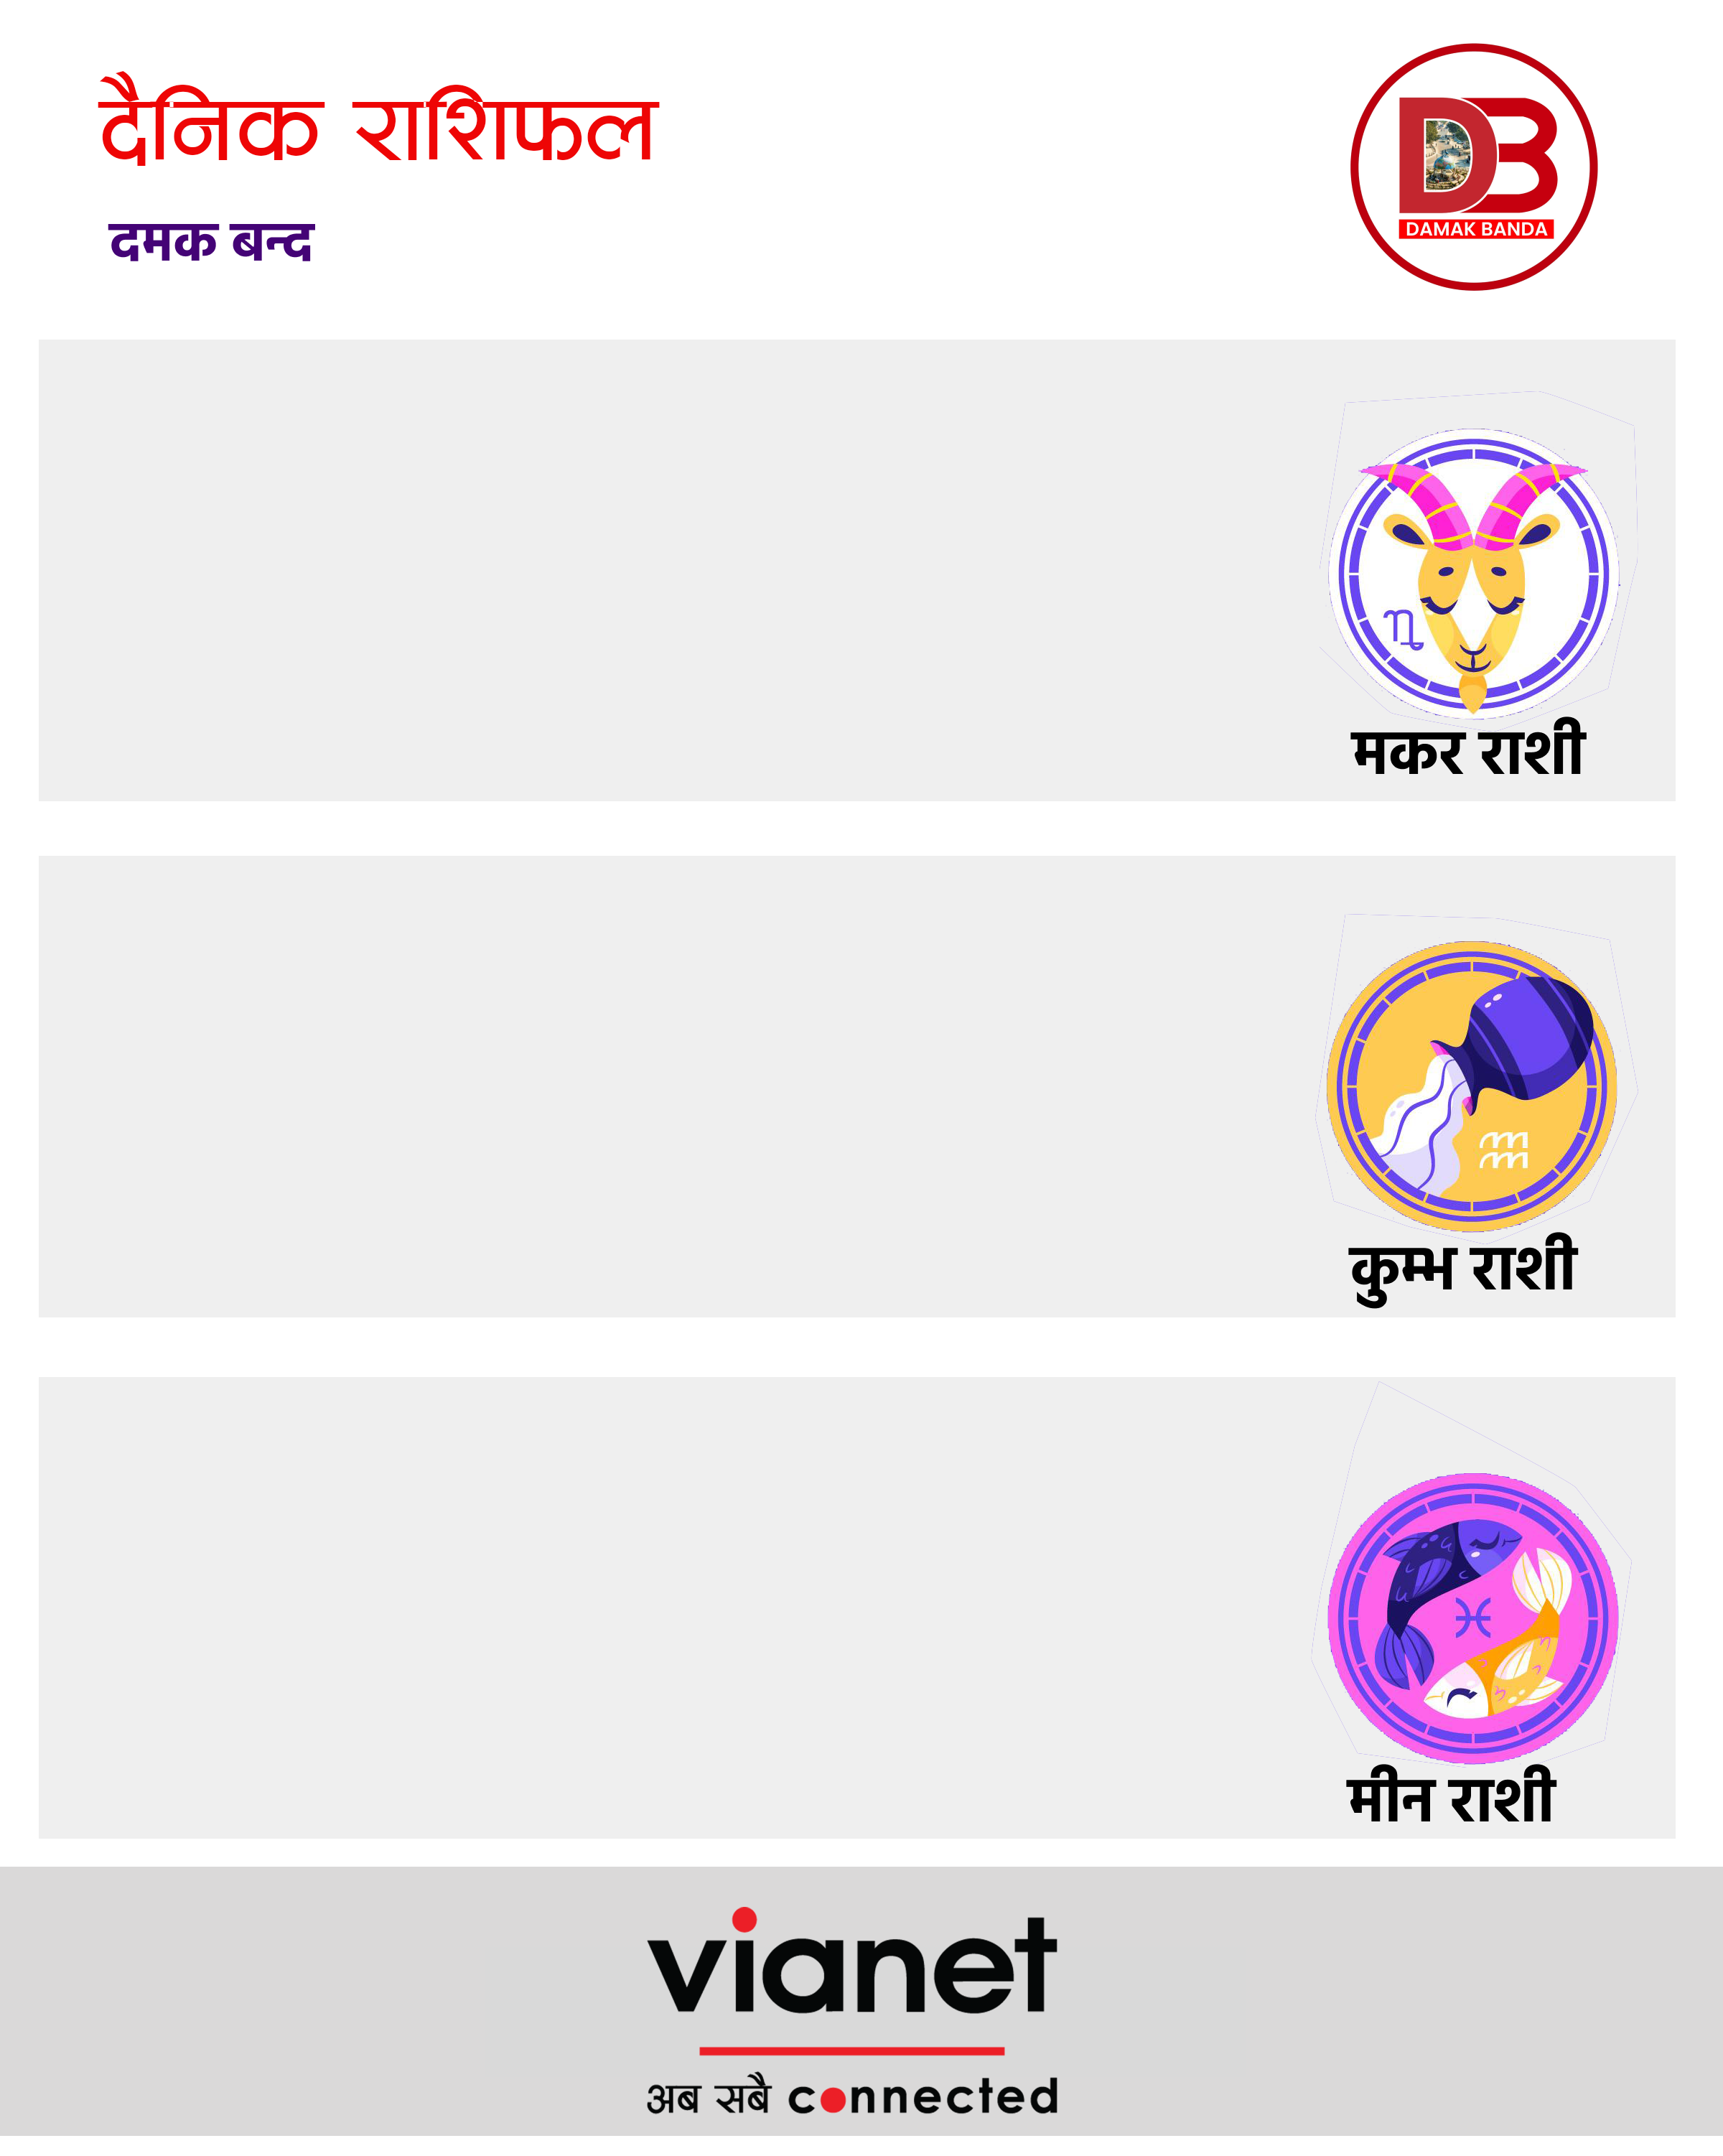 दैनिक राशिफल
दमक बन्द
DB
DAMAK BANDA
मकर राशी
कुम्भ राशी
मीन राशी
vianet
अब सबै connected